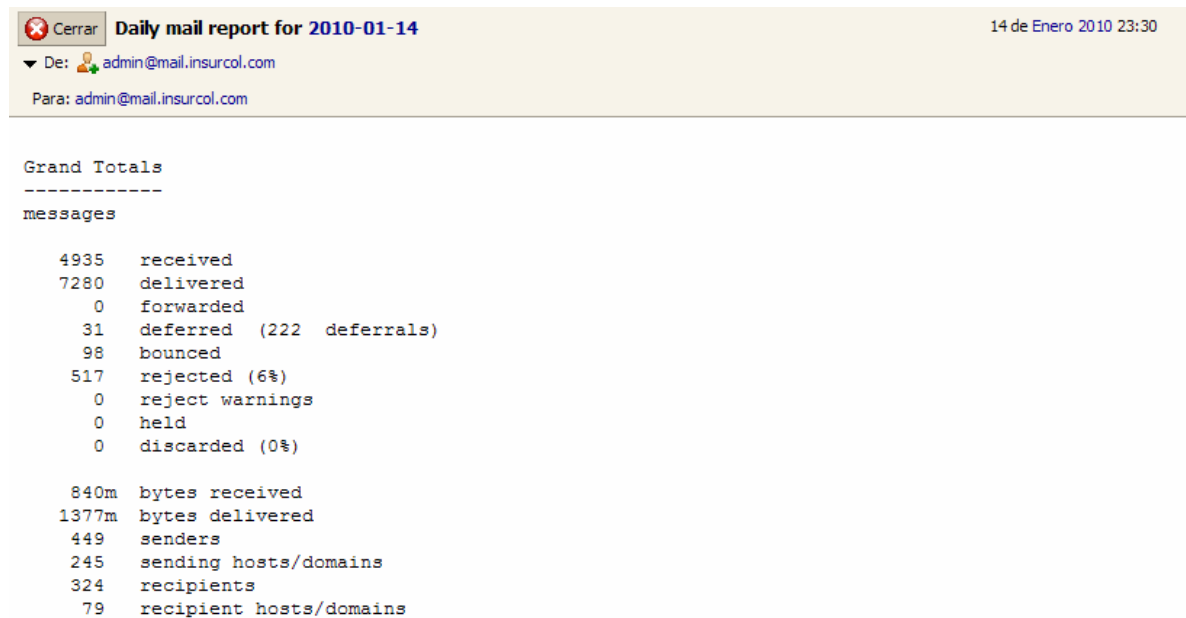 Cerrar Daily mail report for 2010-01-14 14 de Enero 2010 23:30
De: admin@mail.insurcol.com
Para: admin@mail.insurcol.com
Grand Totals
------------
messages
4935 received
7280 delivered
0 forwarded
31 deferred (222 deferrals)
98 bounced
517 rejected (6%)
0 reject warnings
0 held
0 discarded (0%)
840m bytes received
1377m bytes delivered
449 senders
245 sending hosts/domains
324 recipients
79 recipient hosts/domains